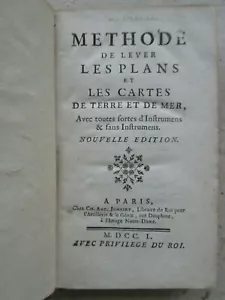 METHODE
DE LEVER
LES PLANS
ET
LES CARTES
DE TERRE ET DE MER,
Avec toutes sortes d'Instrumens
& sans Instrumens.
NOUVELLE EDITION.
A PARIS,
Chez CH. ANT. JOMBERT, Libraire du Roi pour
l'Artillerie & le Génie, rue Dauphine,
à l'Image Notre-Dame.
M. DCC. L.
AVEC PRIVILEGE DU ROI.